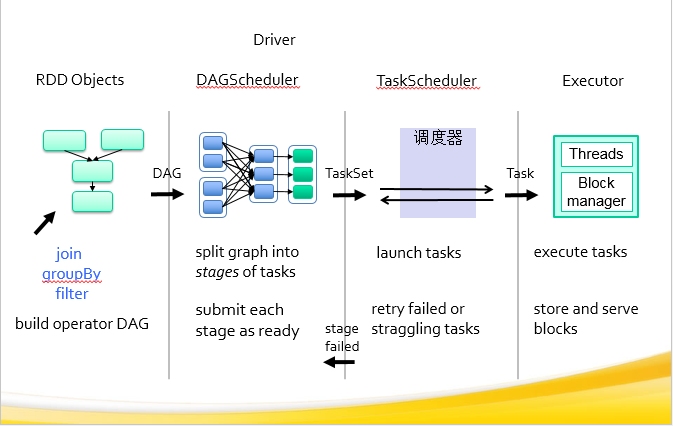 Driver
RDD Objects
DAGScheduler
TaskScheduler
Executor
DAG
TaskSet
调度器
Task
Threads
Block
manager
join
groupBy
filter
build operator DAG
split graph into
stages of tasks
submit each
stage as ready
launch tasks
retry failed or
straggling tasks
stage
failed
execute tasks
store and serve
blocks